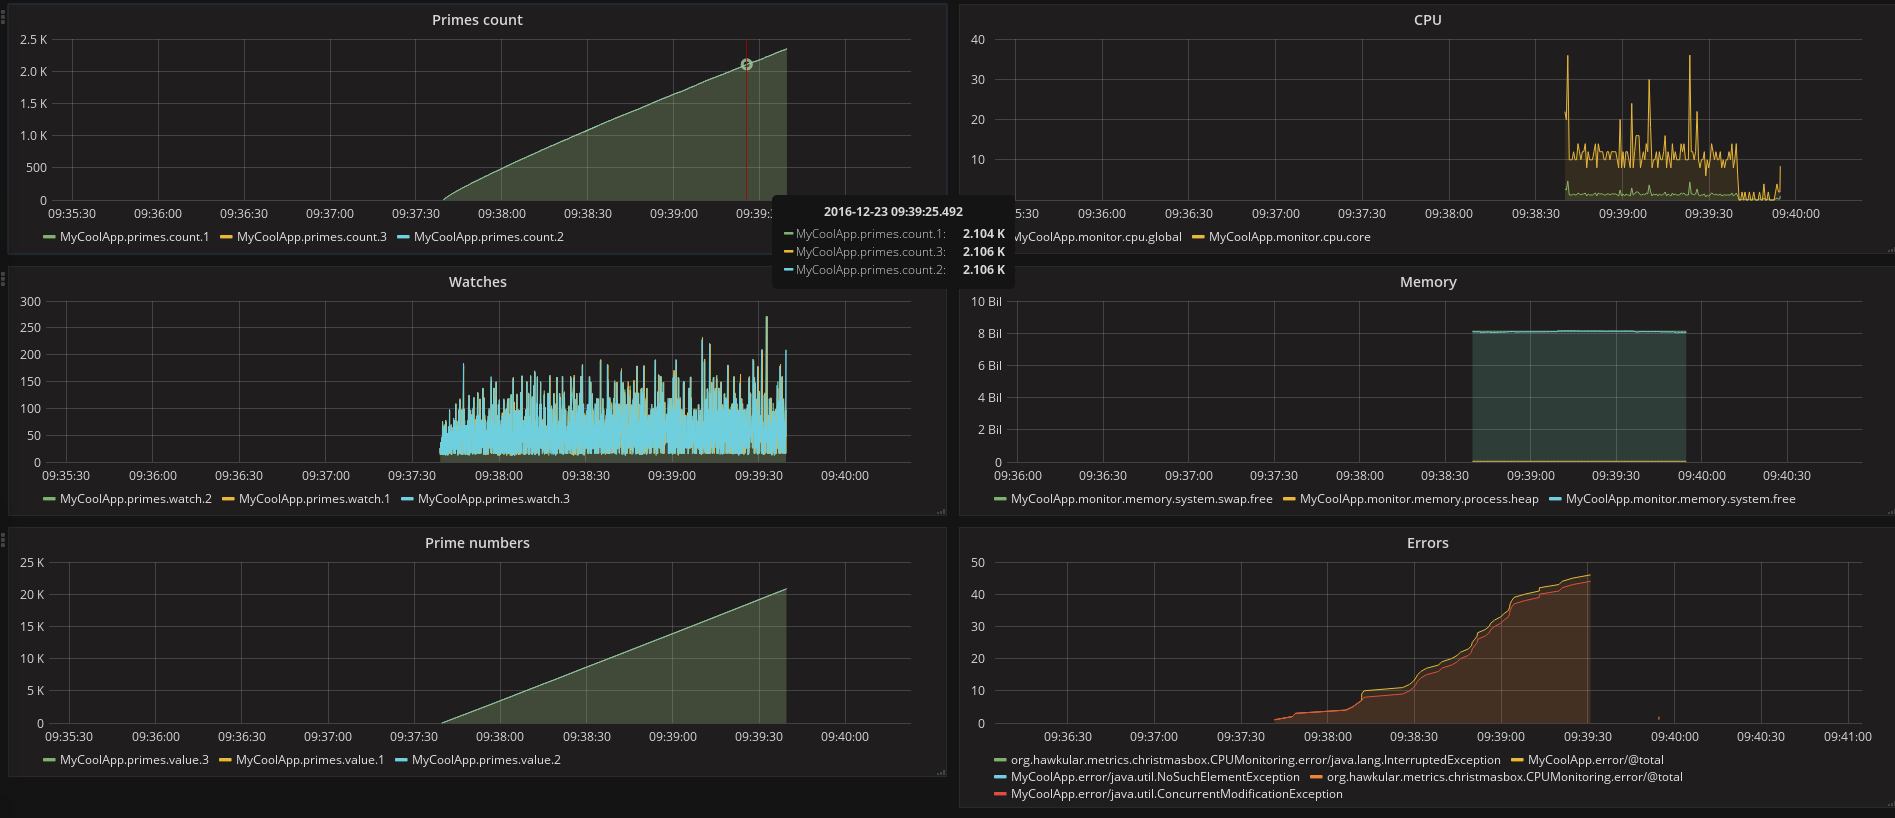 Primes count
2.5 K
2.0 K
1.5 K
1.0 K
500
0
09:35:30 09:36:00 09:36:30 09:37:00 09:37:30 09:38:00 09:38:30 09:39:00 09:39:
MyCoolApp.primes.count.1 MyCoolApp.primes.count.3 MyCoolApp.primes.count.2
CPU
40
30
20
10
5:30 09:36:00 09:36:30 09:37:00 09:37:30 09:38:00 09:38:30 09:39:00 09:39:30 09:40:00
MyCoolApp.monitor.cpu.global MyCoolApp.monitor.cpu.core
2016-12-23 09:39:25.492
MyCoolApp.primes.count.1: 2.104 K
MyCoolApp.primes.count.3: 2.106 K
MyCoolApp.primes.count.2: 2.106 K
Watches
300
250
200
150
100
50
0
09:35:30 09:36:00 09:36:30 09:37:00 09:37:30 09:38:00 09:38:30 09:39:00 09:39:30 09:40:00
MyCoolApp.primes.watch.2 MyCoolApp.primes.watch.1 MyCoolApp.primes.watch.3
Memory
10 Bil
8 Bil
6 Bil
4 Bil
2 Bil
0
09:36:00 09:36:30 09:37:00 09:37:30 09:38:00 09:38:30 09:39:00 09:39:30 09:40:00 09:40:30
MyCoolApp.monitor.memory.system.swap.free MyCoolApp.monitor.memory.process.heap MyCoolApp.monitor.memory.system.free
Prime numbers
25 K
20 K
15 K
10 K
5 K
0
09:35:30 09:36:00 09:36:30 09:37:00 09:37:30 09:38:00 09:38:30 09:39:00 09:39:30 09:40:00
MyCoolApp.primes.value.3 MyCoolApp.primes.value.1 MyCoolApp.primes.value.2
Errors
50
40
30
20
10
0
09:36:30 09:37:00 09:37:30 09:38:00 09:38:30 09:39:00 09:39:30 09:40:00 09:40:30 09:41:00
org.hawkular.metrics.christmasbox.CPUMonitoring.error/java.lang.InterruptedException MyCoolApp.error/@total
MyCoolApp.error/java.util.NoSuchElementException org.hawkular.metrics.christmasbox.CPUMonitoring.error/@total
MyCoolApp.error/java.util.ConcurrentModificationException